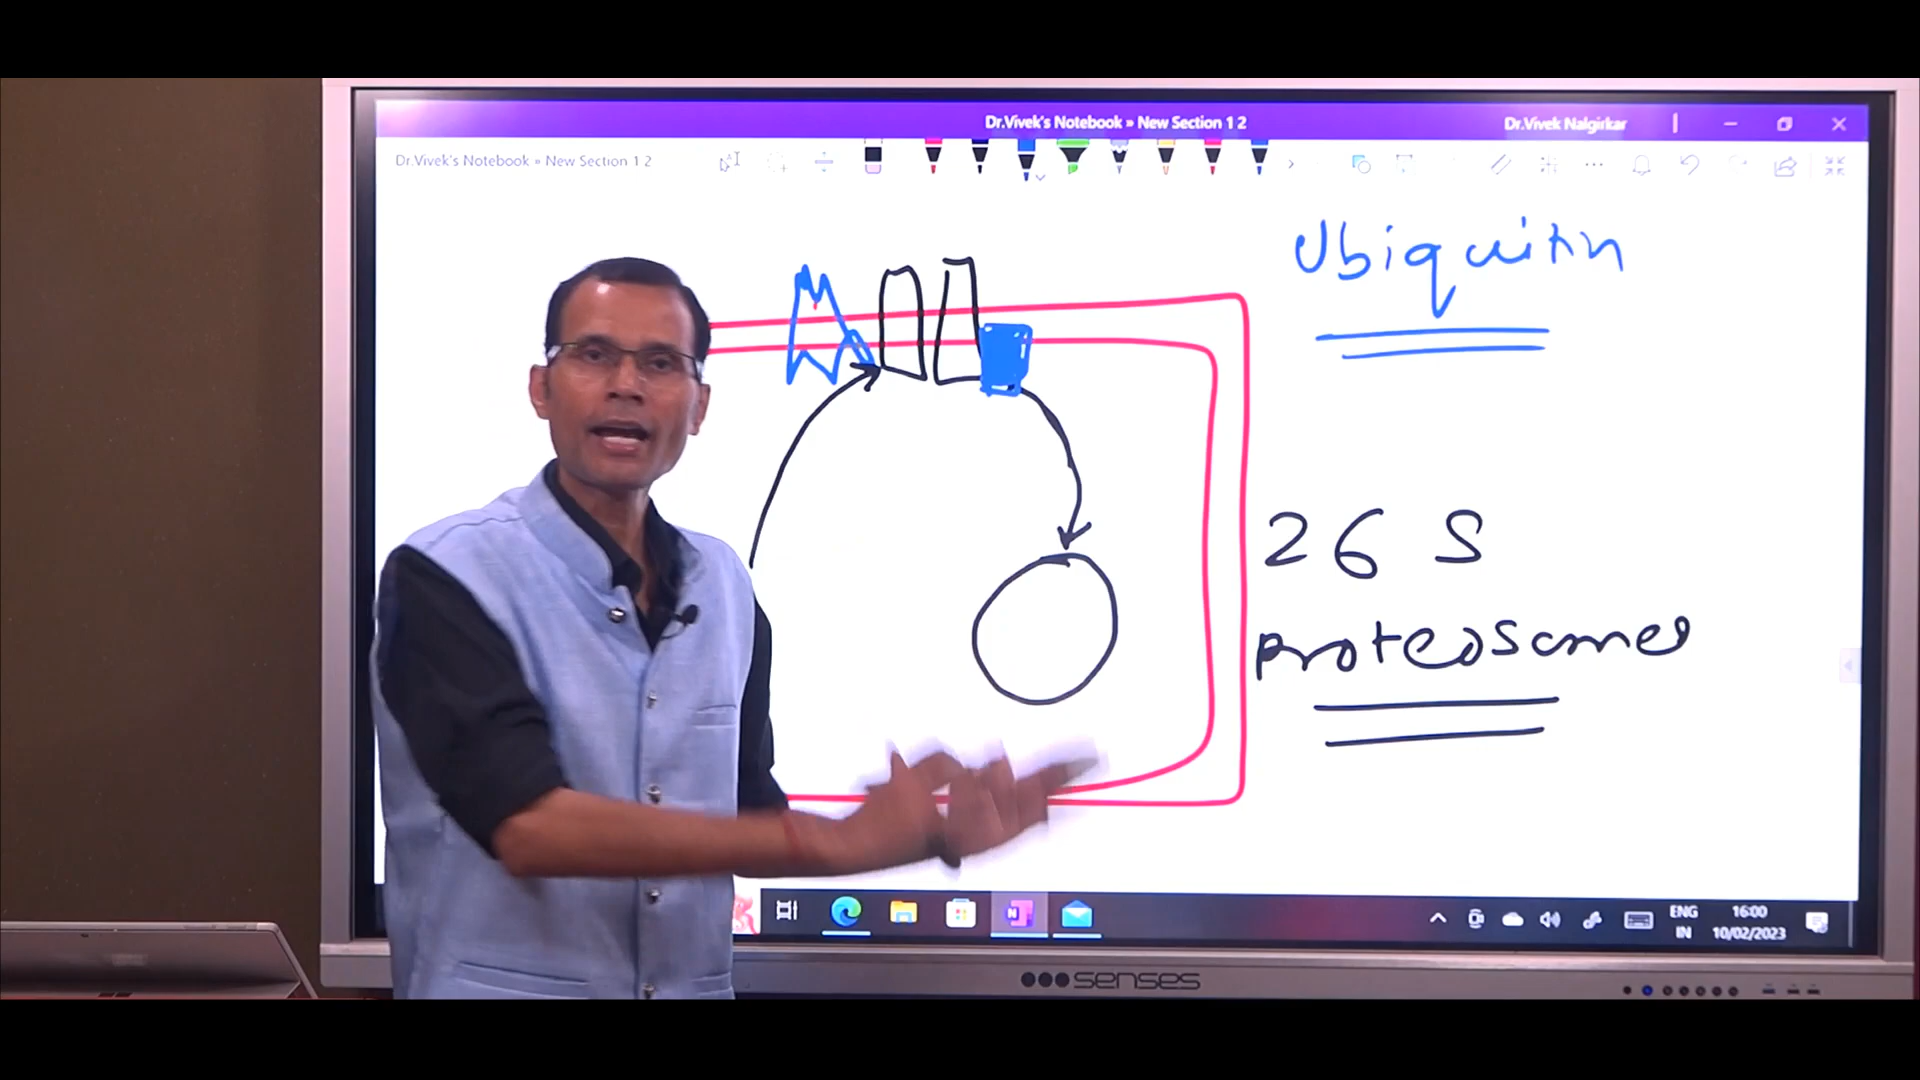 Dr.Vivek's Notebook » New Section 1 2
Dr.Vivek Nalgirkar
Dr.Vivek's Notebook » New Section 1 2
Ubiquitin
26 S
Proteosomes
ENG
IN
16:00
10/02/2023
senses